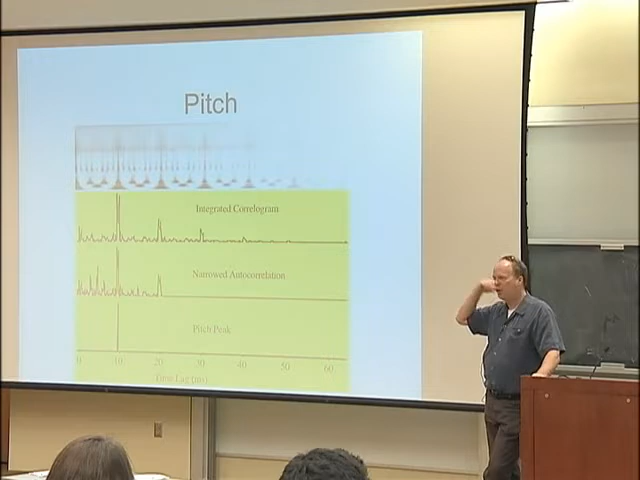 Pitch
Integrated Correlogram
Narrowed Autocorrelation
Pitch Peak
0 10 20 30 40 50 60
Time Lag (ms)